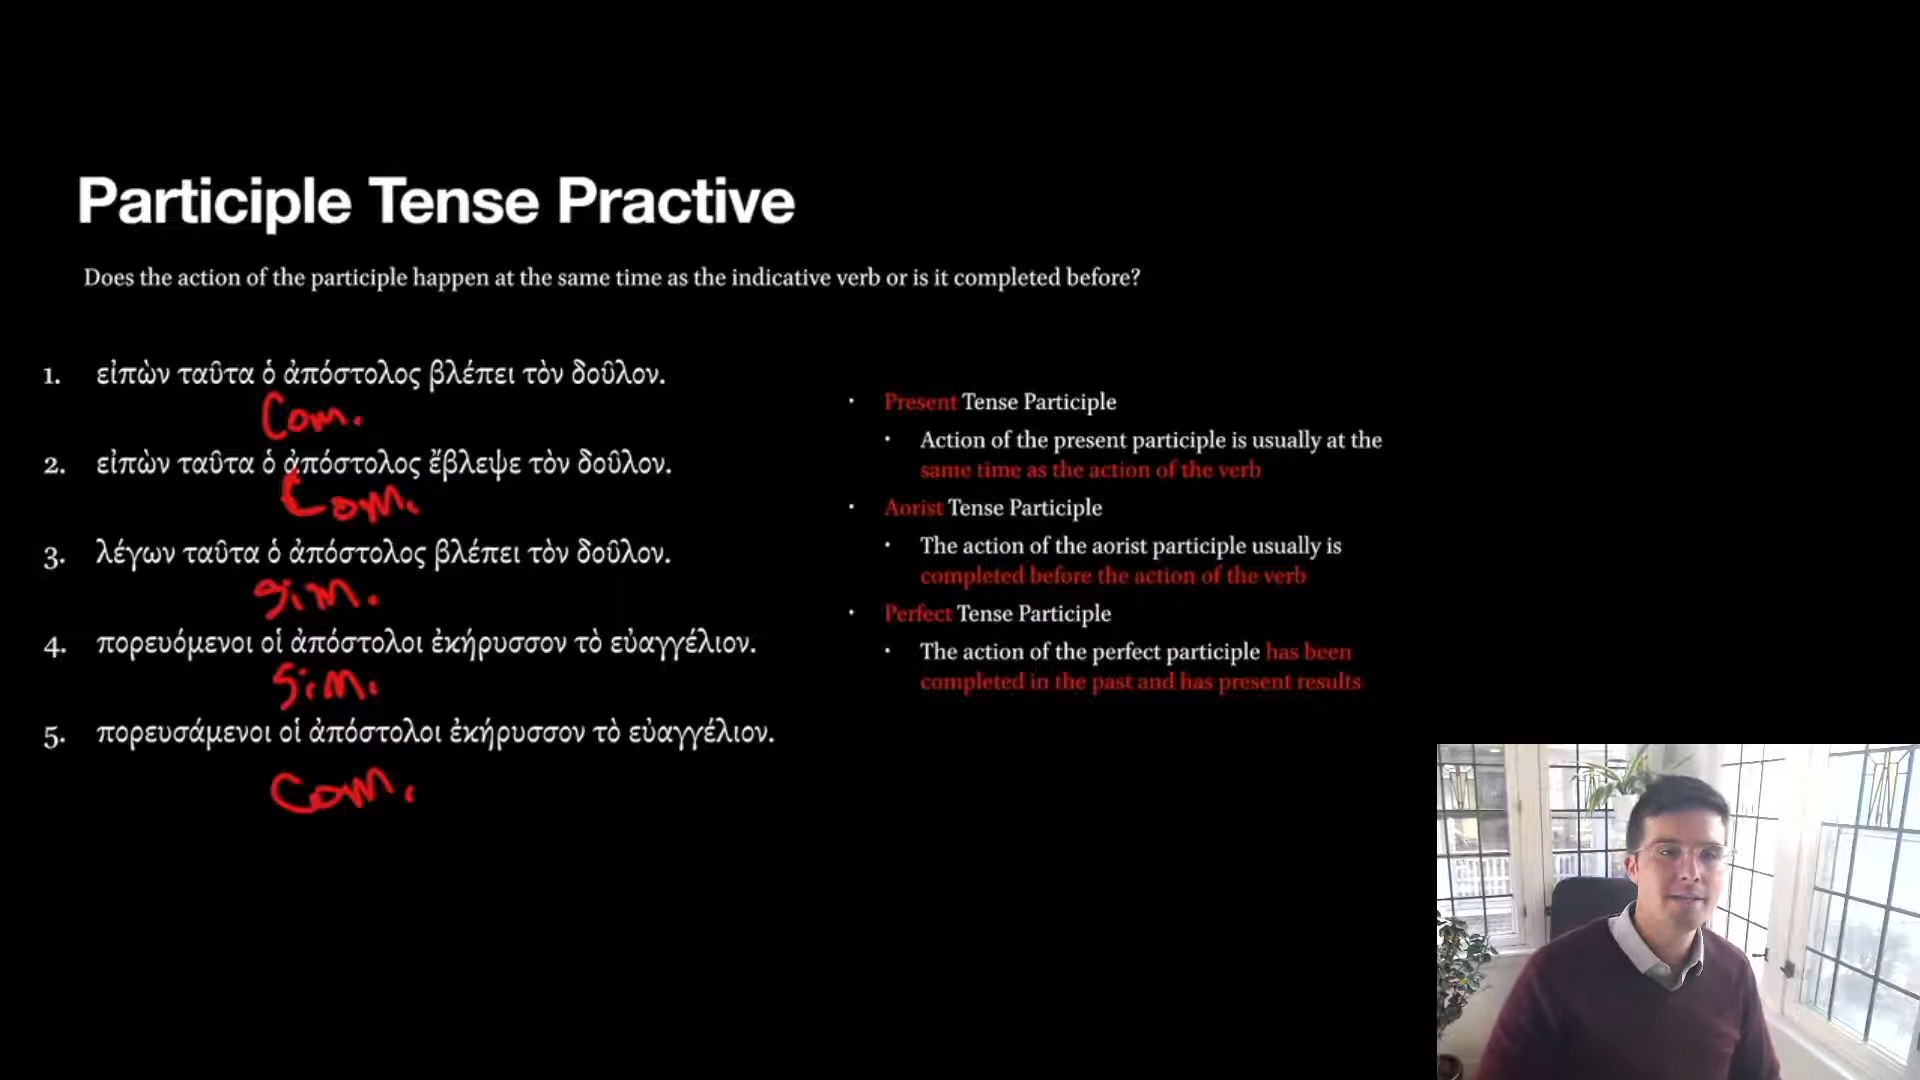 Participle Tense Practive
Does the action of the participle happen at the same time as the indicative verb or is it completed before?
1. εἰπὼν ταῦτα ὁ ἀπόστολος βλέπει τὸν δοῦλον.
Com.
2. εἰπὼν ταῦτα ὁ ἀπόστολος ἔβλεψε τὸν δοῦλον.
Com.
3. λέγων ταῦτα ὁ ἀπόστολος βλέπει τὸν δοῦλον.
Sim.
4. πορευόμενοι οἱ ἀπόστολοι ἐκήρυσσον τὸ εὐαγγέλιον.
Sim.
5. πορευσάμενοι οἱ ἀπόστολοι ἐκήρυσσον τὸ εὐαγγέλιον.
Com.
• Present Tense Participle
• Action of the present participle is usually at the
same time as the action of the verb
• Aorist Tense Participle
• The action of the aorist participle usually is
completed before the action of the verb
• Perfect Tense Participle
• The action of the perfect participle has been
completed in the past and has present results